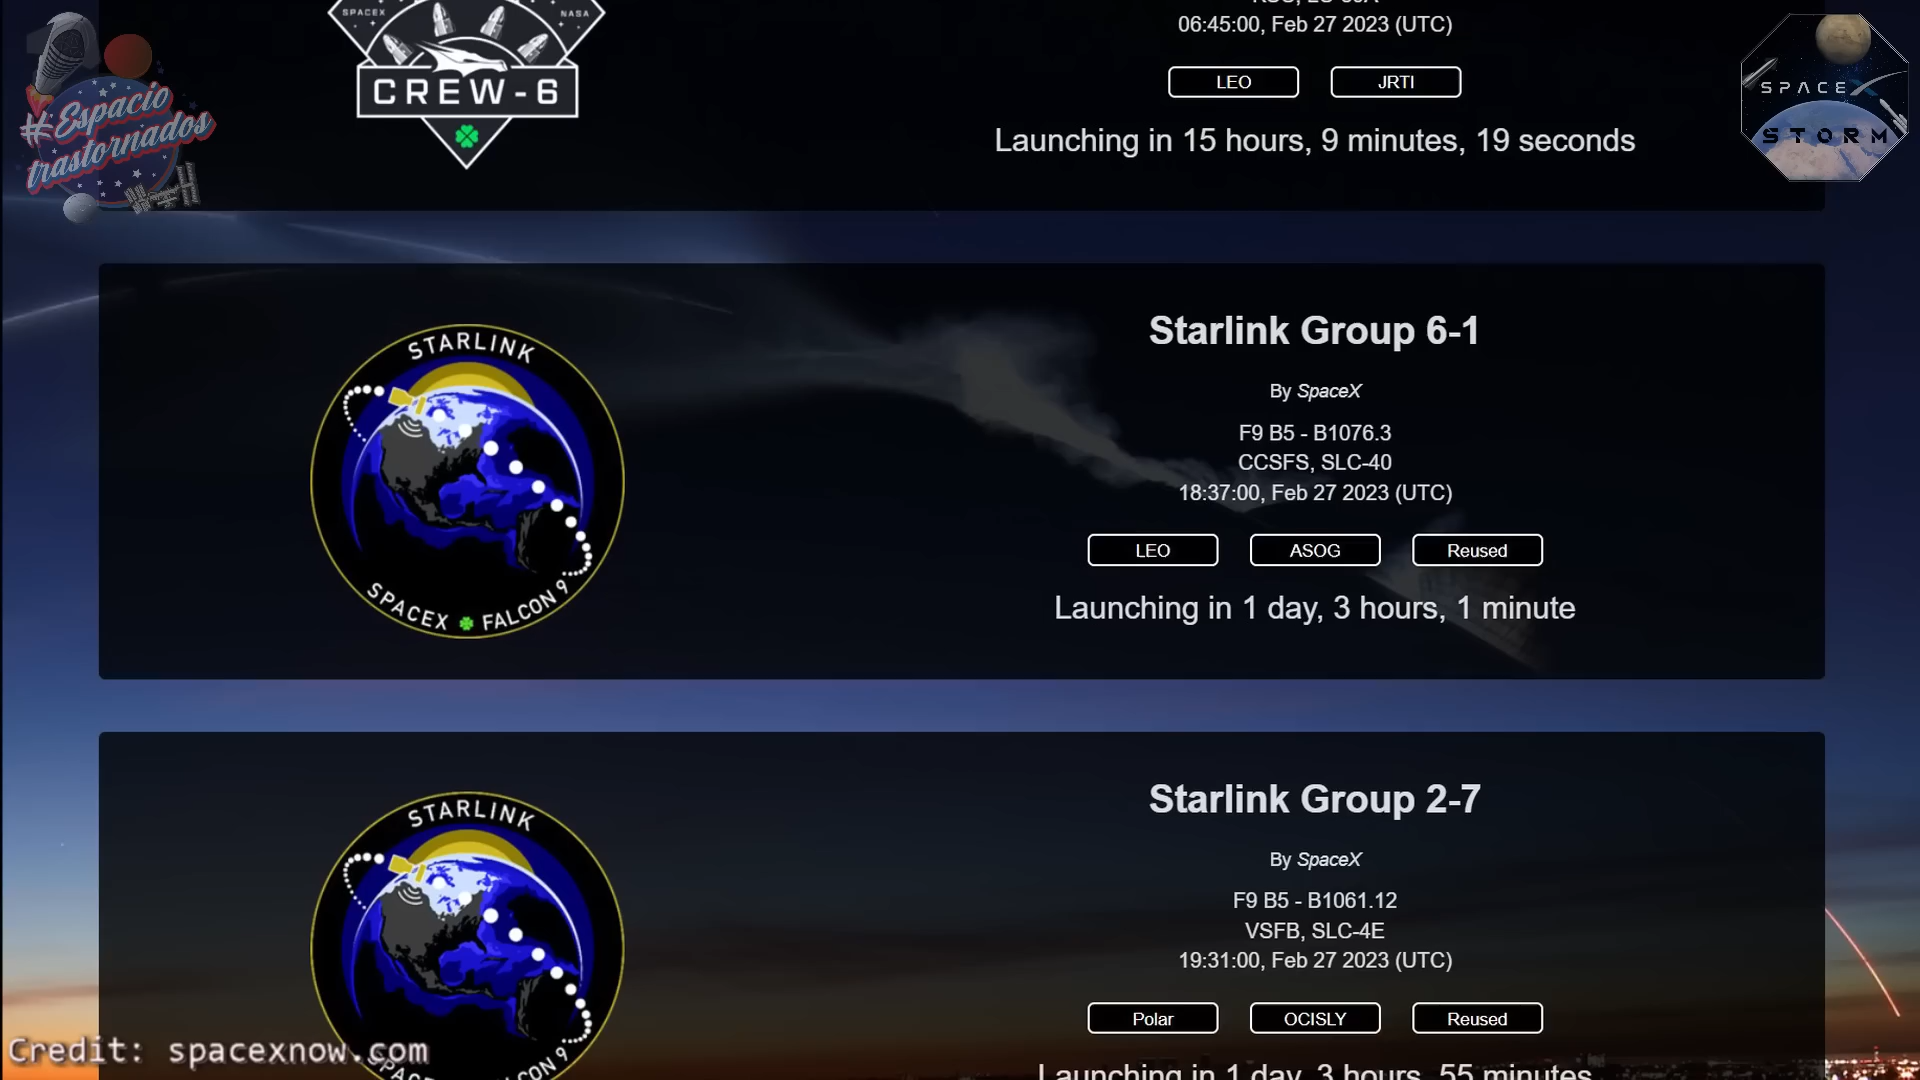 SPACEX
NASA
CREW-6
#Espacio
trastornados
06:45:00, Feb 27 2023 (UTC)
LEO
JRTI
Launching in 15 hours, 9 minutes, 19 seconds
SPACEX
STORM
STARLINK
SPACEX
FALCON 9
Starlink Group 6-1
By SpaceX
F9 B5 - B1076.3
CCSFS, SLC-40
18:37:00, Feb 27 2023 (UTC)
LEO
ASOG
Reused
Launching in 1 day, 3 hours, 1 minute
STARLINK
SPACEX
FALCON 9
Starlink Group 2-7
By SpaceX
F9 B5 - B1061.12
VSFB, SLC-4E
19:31:00, Feb 27 2023 (UTC)
Polar
OCISLY
Reused
Launching in 1 day, 3 hours, 55 minutes
Credit: spacexnow.com